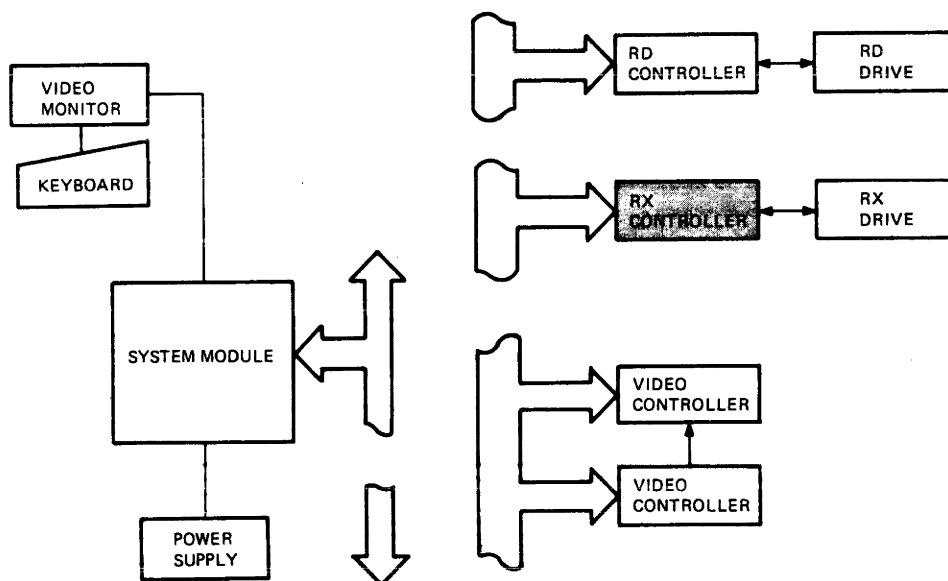 VIDEO
MONITOR
KEYBOARD
SYSTEM MODULE
POWER
SUPPLY
RD
CONTROLLER
RD
DRIVE
RX
CONTROLLER
RX
DRIVE
VIDEO
CONTROLLER
VIDEO
CONTROLLER